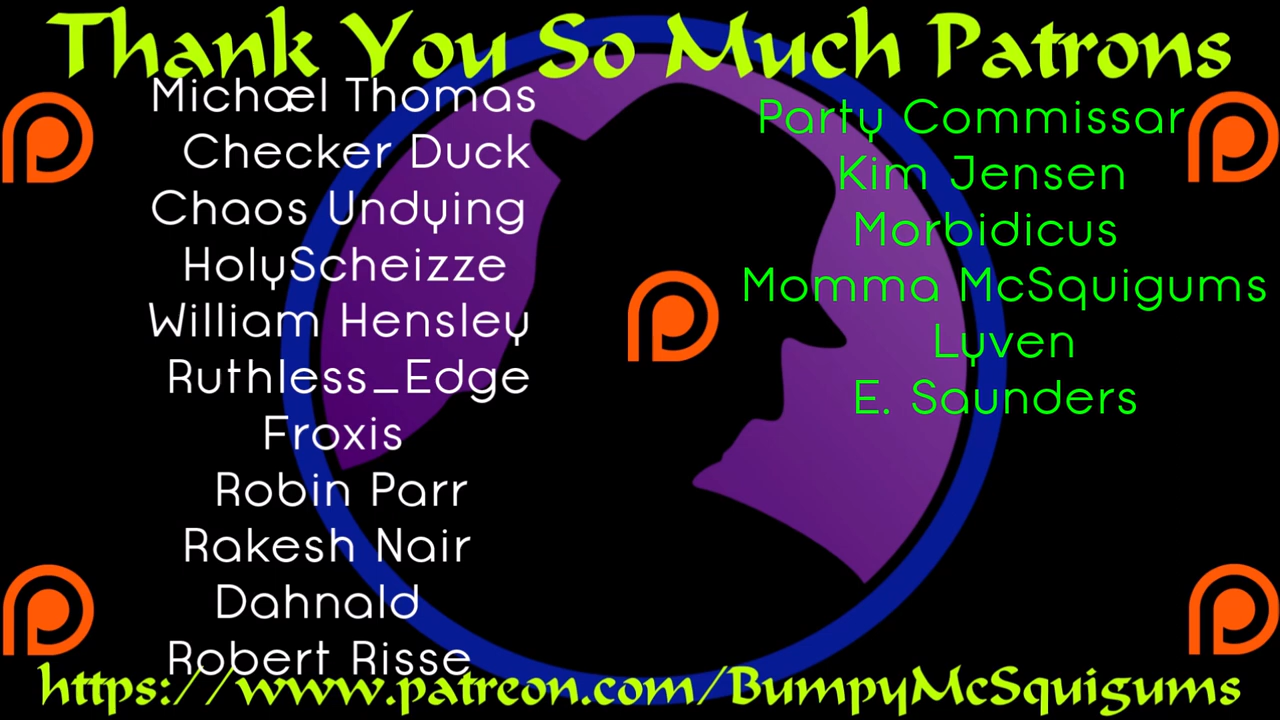 Thank You So Much Patrons
Michael Thomas
Checker Duck
Chaos Undying
HolyScheizze
William Hensley
Ruthless_Edge
Froxis
Robin Parr
Rakesh Nair
Dahnald
Robert Risse
Party Commissar
Kim Jensen
Morbidicus
Momma McSquigums
Lyven
E. Saunders
https://www.patreon.com/BumpyMcSquigums